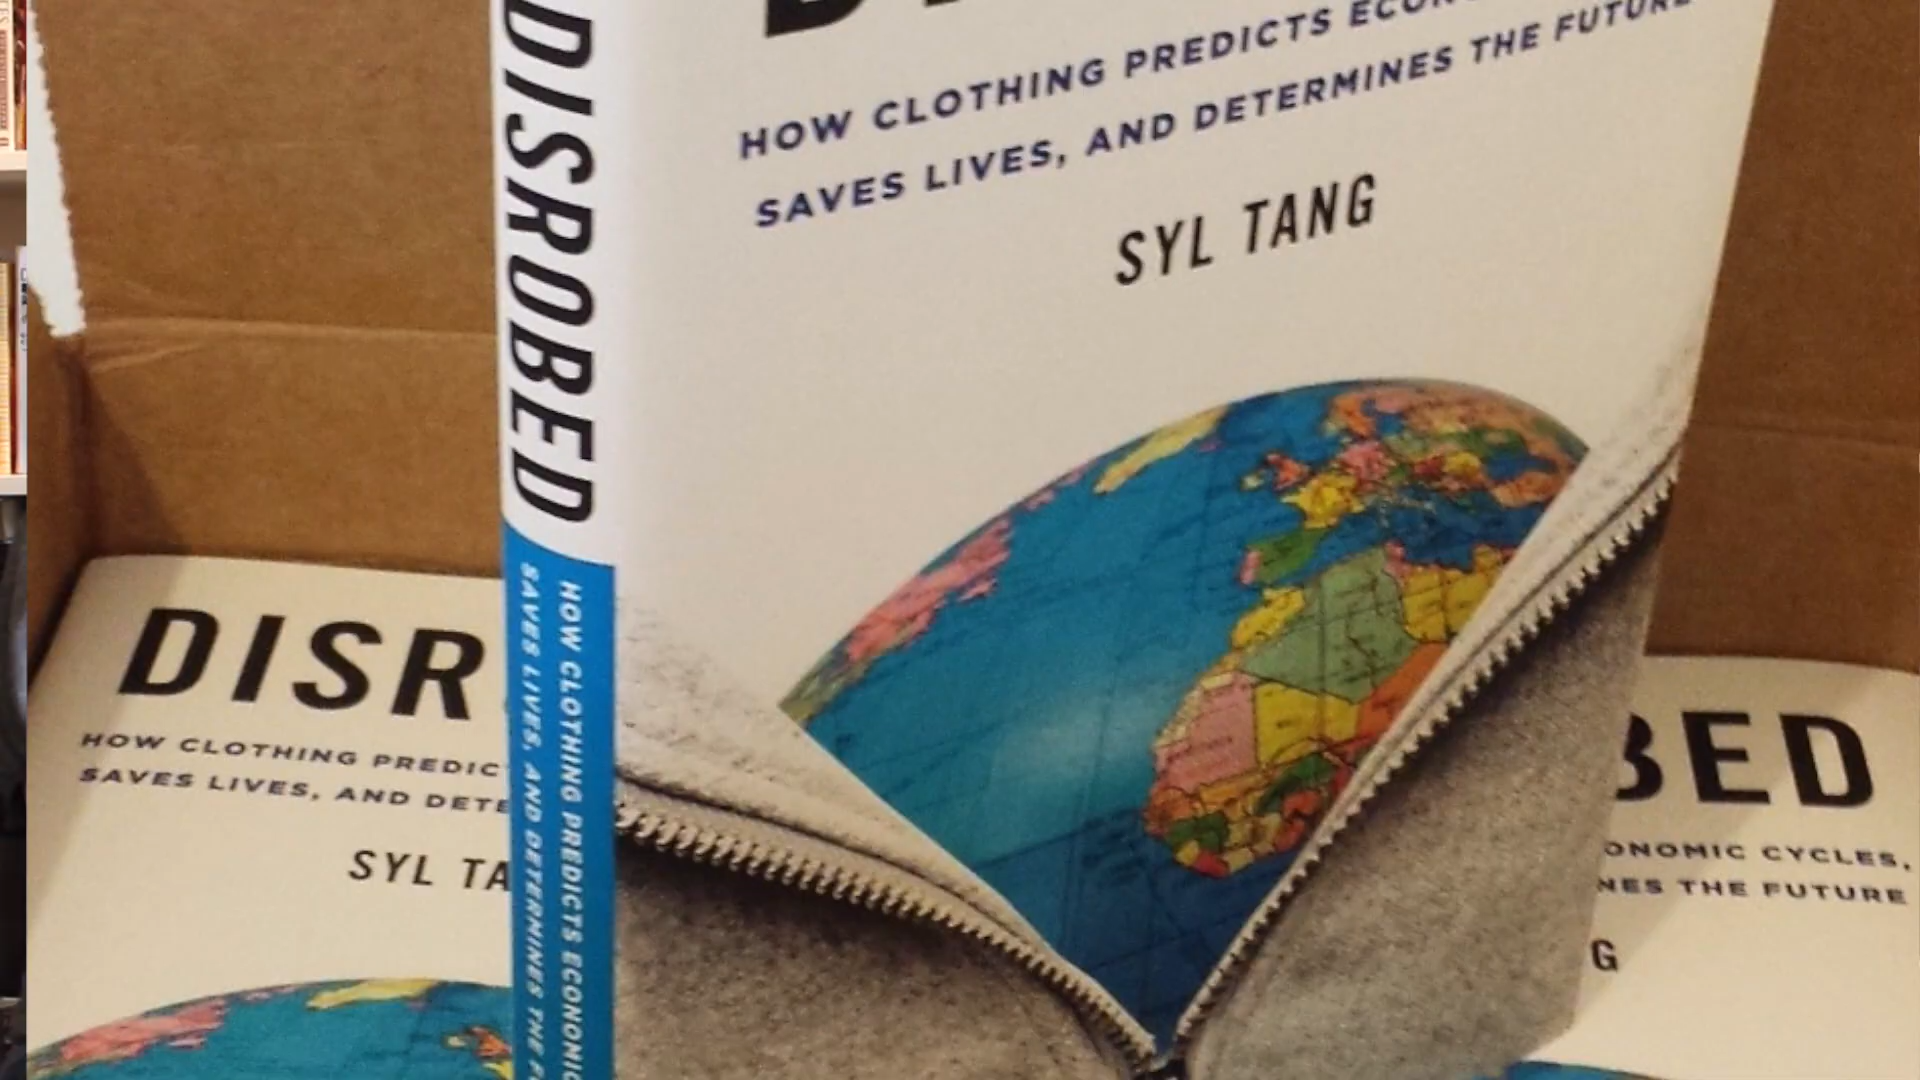 DISROBED
HOW CLOTHING PREDICTS
SAVES LIVES, AND DETERMINES THE FUTURE
SYL TANG
HOW CLOTHING PREDICTS ECONOMIC
SAVES LIVES, AND DETERMINES THE
DISR
HOW CLOTHING PREDIC
SAVES LIVES, AND DETE
SYL TA
BED
ONOMIC CYCLES,
NES THE FUTURE
G